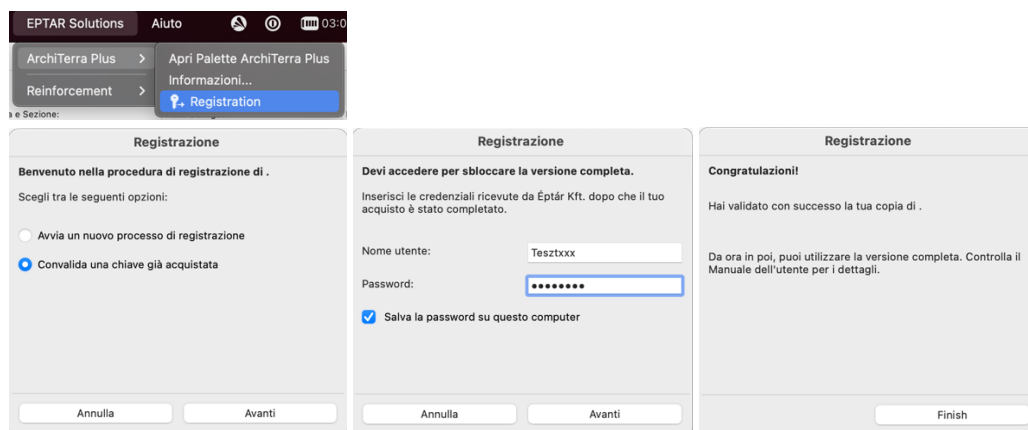 EPTAR Solutions Aiuto 03:0
ArchiTerra Plus > Apri Palette ArchiTerra Plus
Informazioni...
Reinforcement >
Registration
e Sezione:
Registrazione
Benvenuto nella procedura di registrazione di .
Scegli tra le seguenti opzioni:
Avvia un nuovo processo di registrazione
Convalida una chiave già acquistata
Annulla Avanti
Registrazione
Devi accedere per sbloccare la versione completa.
Inserisci le credenziali ricevute da Éptár Kft. dopo che il tuo
acquisto è stato completato.
Nome utente: Tesztxxx
Password: ••••••••
Salva la password su questo computer
Annulla Avanti
Registrazione
Congratulazioni!
Hai validato con successo la tua copia di .
Da ora in poi, puoi utilizzare la versione completa. Controlla il
Manuale dell'utente per i dettagli.
Finish